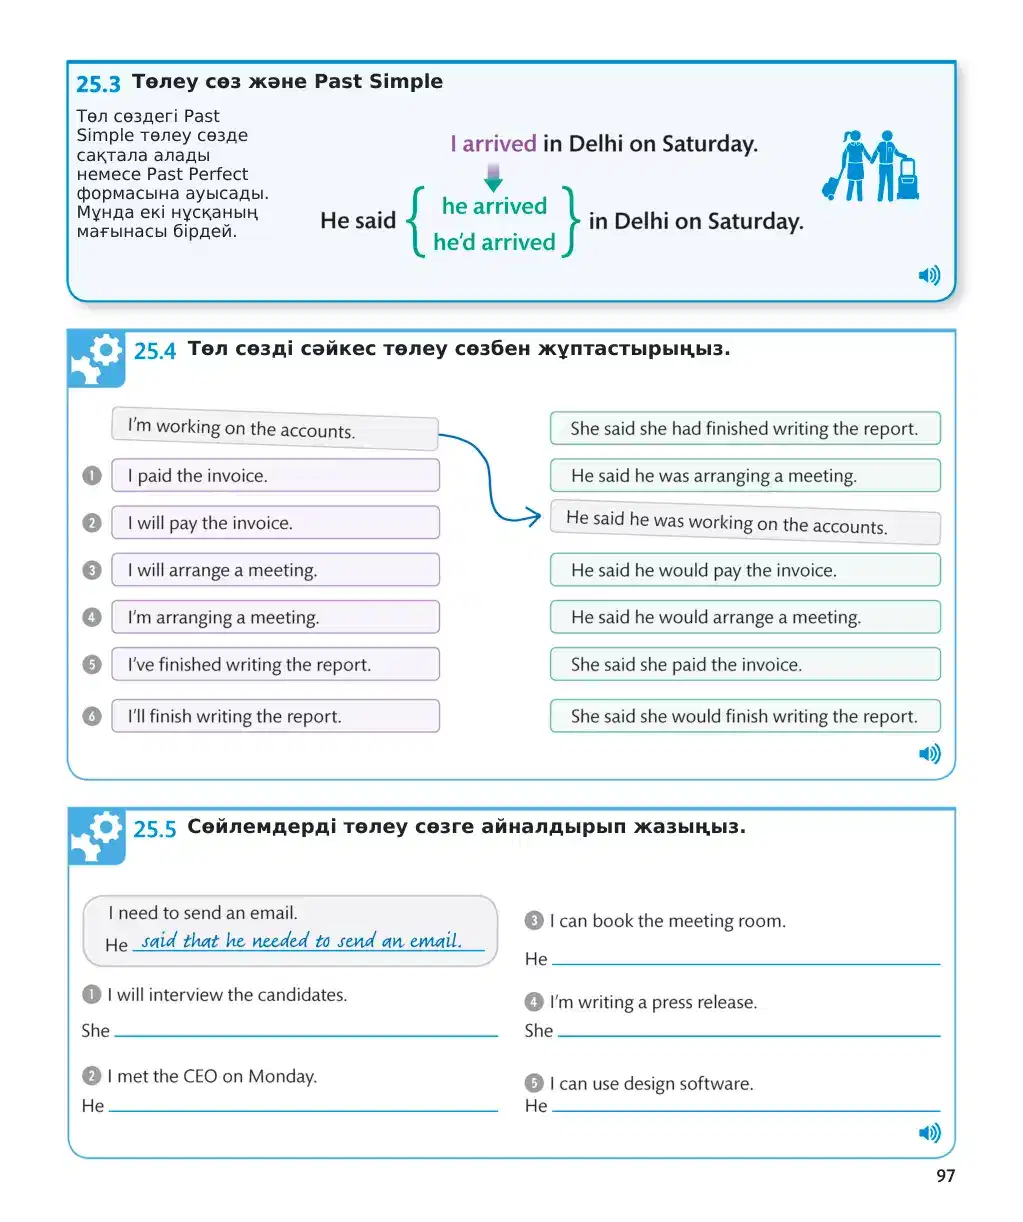 25.3 Төлеу сөз және Past Simple
Төл сөздегі Past
Simple төлеу сөзде
сақтала алады
немесе Past Perfect
формасына ауысады.
Мұнда екі нұсқаның
мағынасы бірдей.
I arrived in Delhi on Saturday.
He said { he arrived
he'd arrived } in Delhi on Saturday.
25.4 Төл сөзді сәйкес төлеу сөзбен жұптастырыңыз.
I'm working on the accounts.
1 I paid the invoice.
2 I will pay the invoice.
3 I will arrange a meeting.
4 I'm arranging a meeting.
5 I've finished writing the report.
6 I'll finish writing the report.
She said she had finished writing the report.
He said he was arranging a meeting.
He said he was working on the accounts.
He said he would pay the invoice.
He said he would arrange a meeting.
She said she paid the invoice.
She said she would finish writing the report.
25.5 Сөйлемдерді төлеу сөзге айналдырып жазыңыз.
I need to send an email.
He said that he needed to send an email.
1 I will interview the candidates.
She
2 I met the CEO on Monday.
He
3 I can book the meeting room.
He
4 I'm writing a press release.
She
5 I can use design software.
He
97